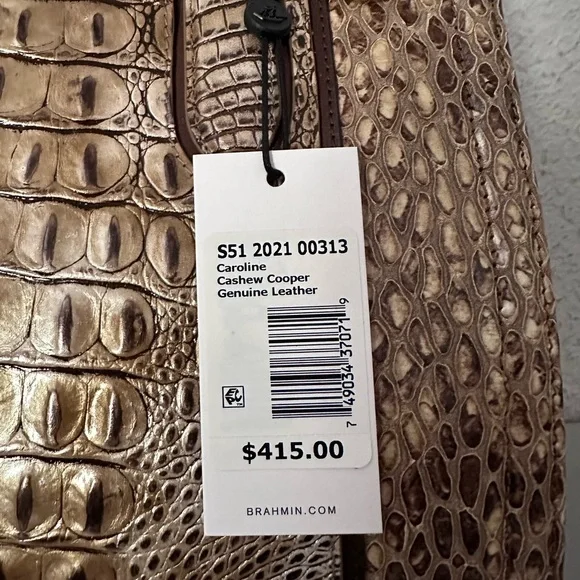 S51 2021 00313
Caroline
Cashew Cooper
Genuine Leather
7 49034 37071 9
$415.00
BRAHMIN.COM